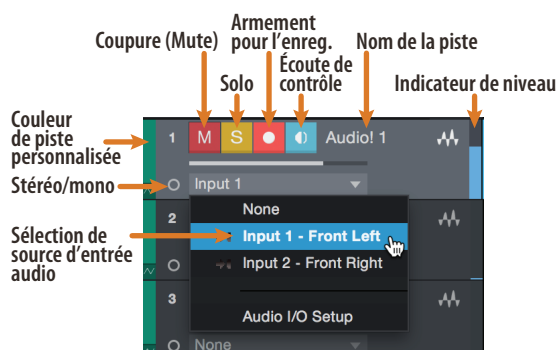 Armement
pour l'enreg.
Coupure (Mute)
Nom de la piste
Solo
Écoute de
contrôle
Indicateur de niveau
Couleur
de piste
personnalisée
1 M S Audio! 1
Stéréo/mono
Input 1
Sélection de
source d'entrée
audio
None
2
Input 1 - Front Left
Input 2 - Front Right
3
Audio I/O Setup
None